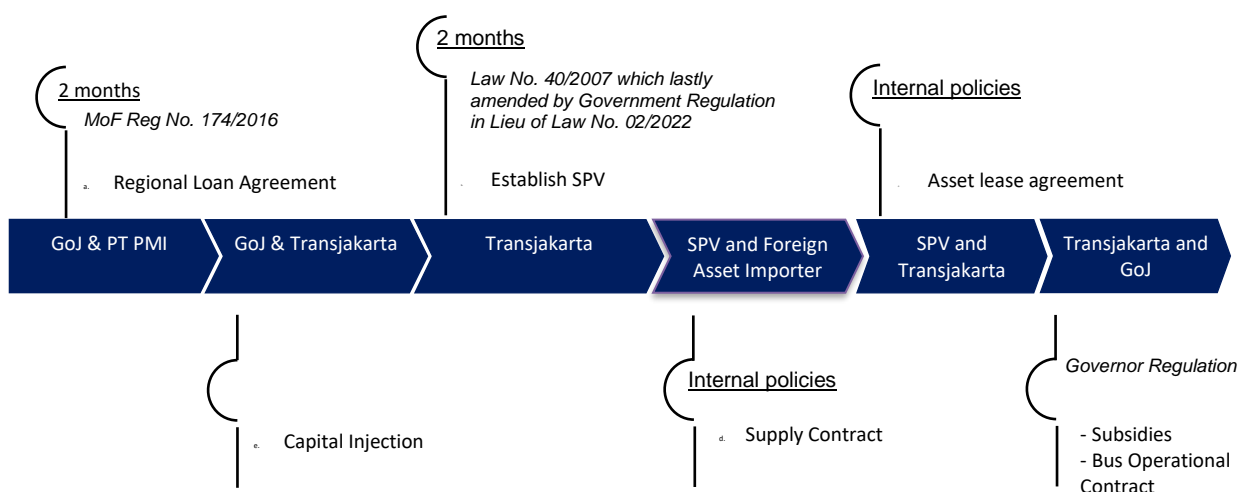 2 months
MoF Reg No. 174/2016
a. Regional Loan Agreement
2 months
Law No. 40/2007 which lastly
amended by Government Regulation
in Lieu of Law No. 02/2022
Establish SPV
Internal policies
Asset lease agreement
GoJ & PT PMI
GoJ & Transjakarta
Transjakarta
SPV and Foreign
Asset Importer
SPV and
Transjakarta
Transjakarta and
GoJ
e. Capital Injection
Internal policies
d. Supply Contract
Governor Regulation
- Subsidies
- Bus Operational
Contract